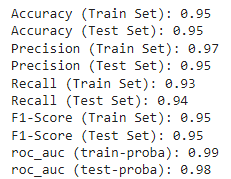 Accuracy (Train Set): 0.95
Accuracy (Test Set): 0.95
Precision (Train Set): 0.97
Precision (Test Set): 0.95
Recall (Train Set): 0.93
Recall (Test Set): 0.94
F1-Score (Train Set): 0.95
F1-Score (Test Set): 0.95
roc_auc (train-proba): 0.99
roc_auc (test-proba): 0.98